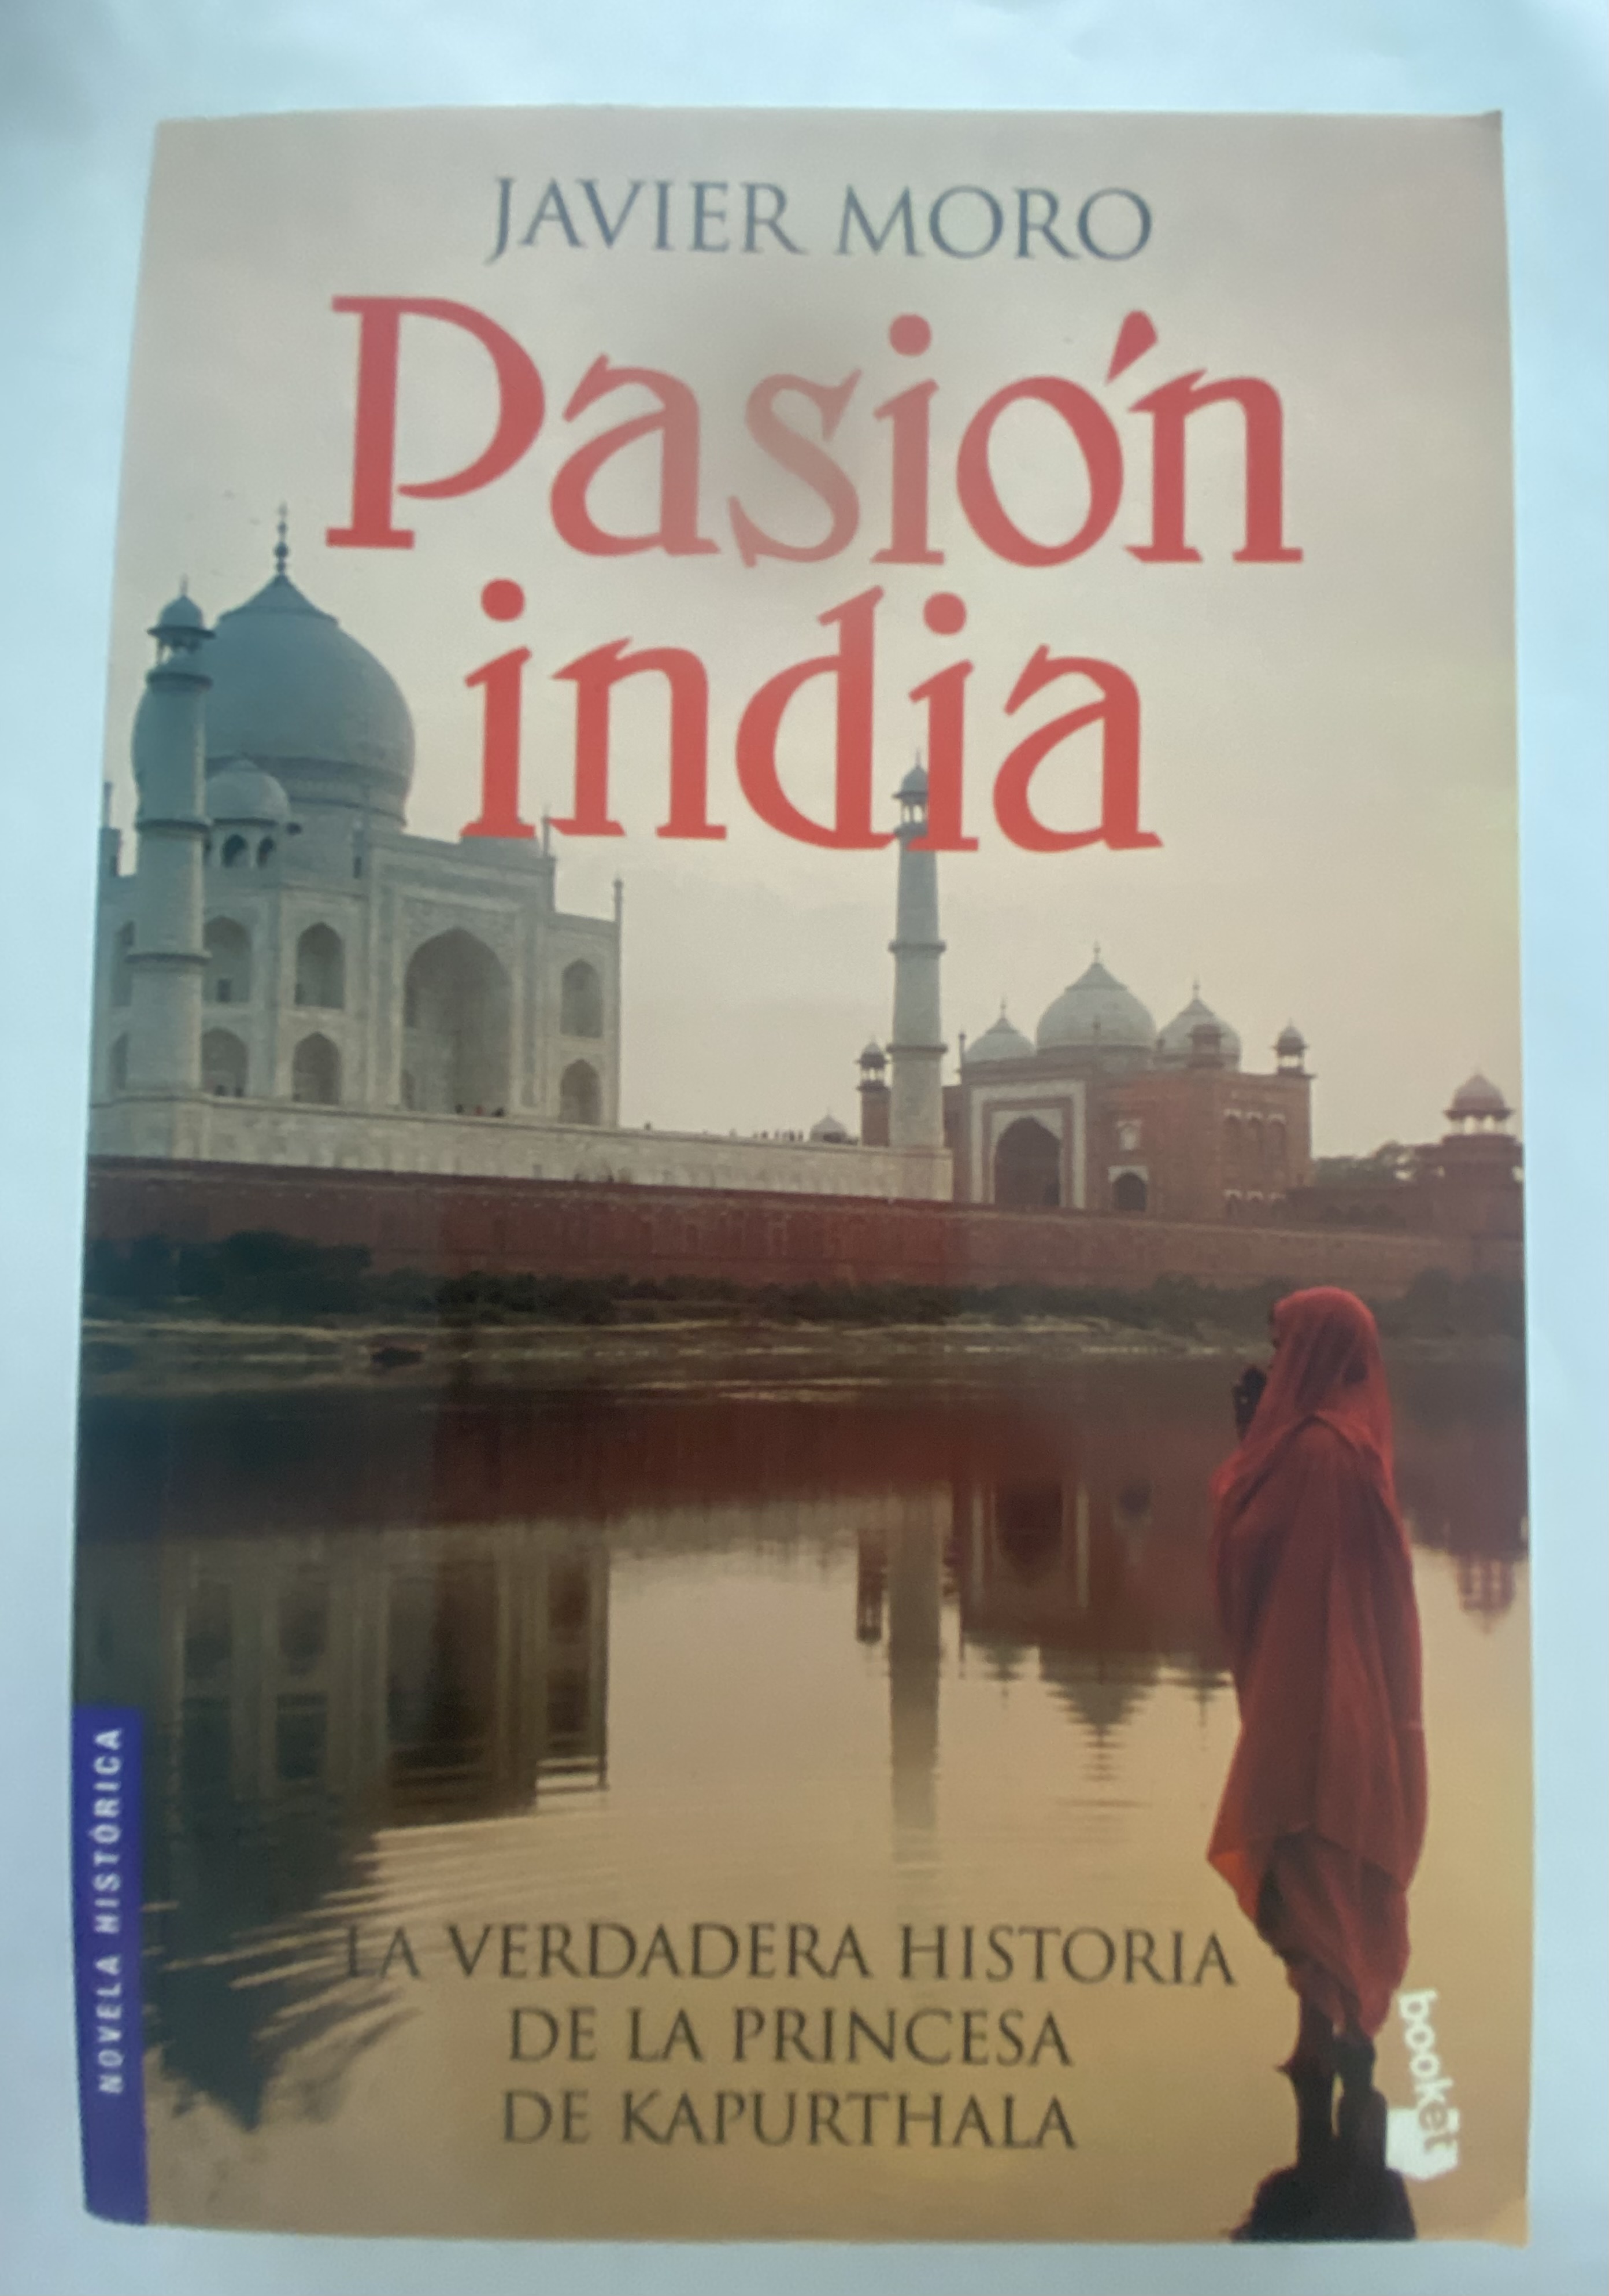 JAVIER MORO
Pasión
india
LA VERDADERA HISTORIA
DE LA PRINCESA
DE KAPURTHALA
NOVELA HISTÓRICA
booket